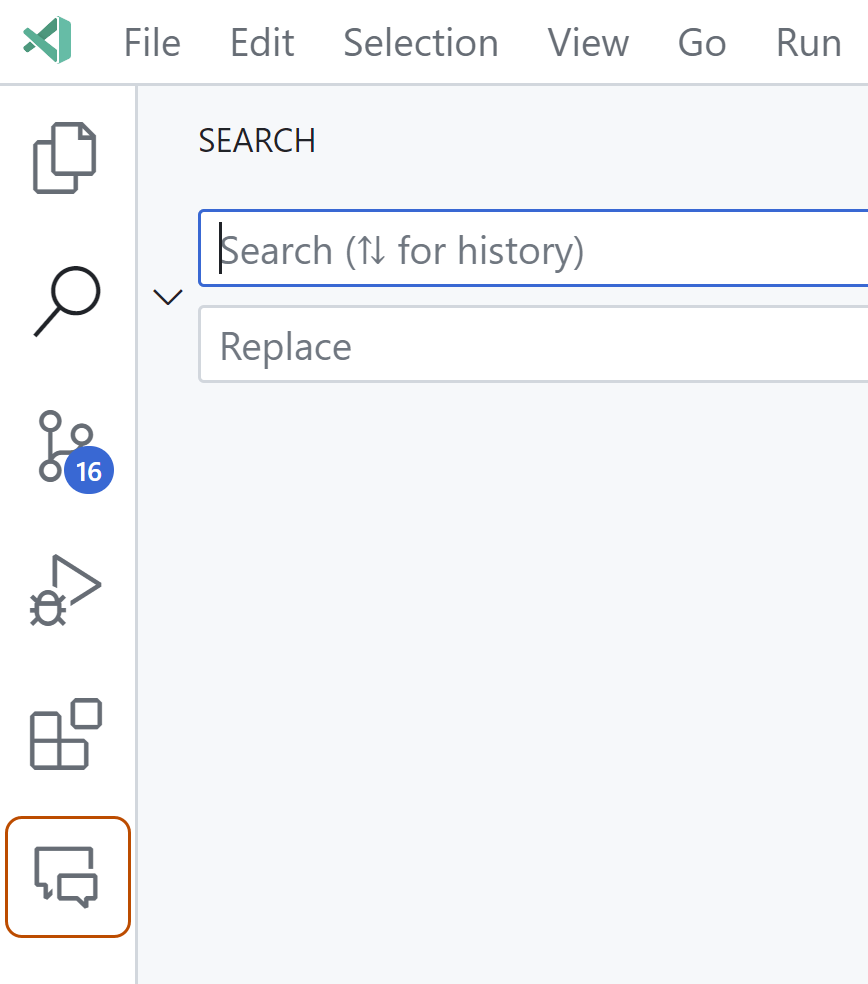 File Edit Selection View Go Run
SEARCH
Search (⇅ for history)
Replace
16